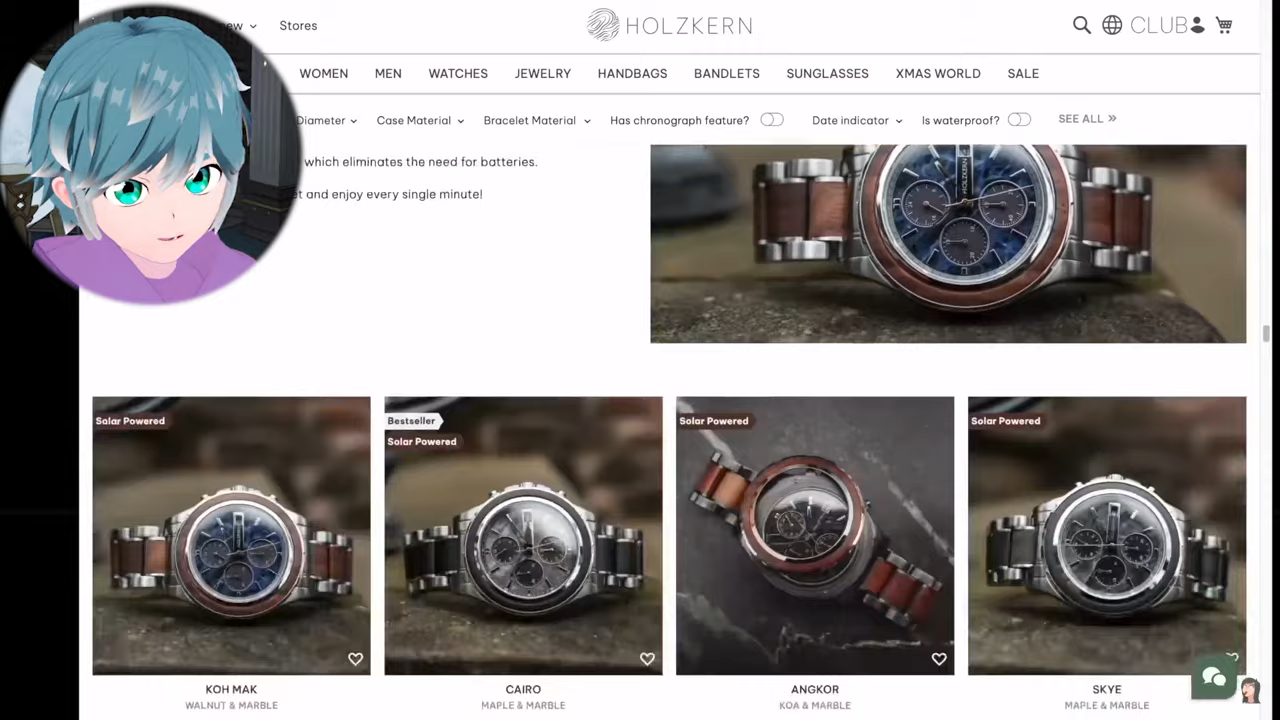 ew
Stores
HOLZKERN
CLUB
WOMEN
MEN
WATCHES
JEWELRY
HANDBAGS
BANDLETS
SUNGLASSES
XMAS WORLD
SALE
Diameter
Case Material
Bracelet Material
Has chronograph feature?
Date indicator
Is waterproof?
SEE ALL »
which eliminates the need for batteries.
et and enjoy every single minute!
HOLZKERN
Solar Powered
Bestseller
Solar Powered
Solar Powered
Solar Powered
KOH MAK
WALNUT & MARBLE
CAIRO
MAPLE & MARBLE
ANGKOR
KOA & MARBLE
SKYE
MAPLE & MARBLE